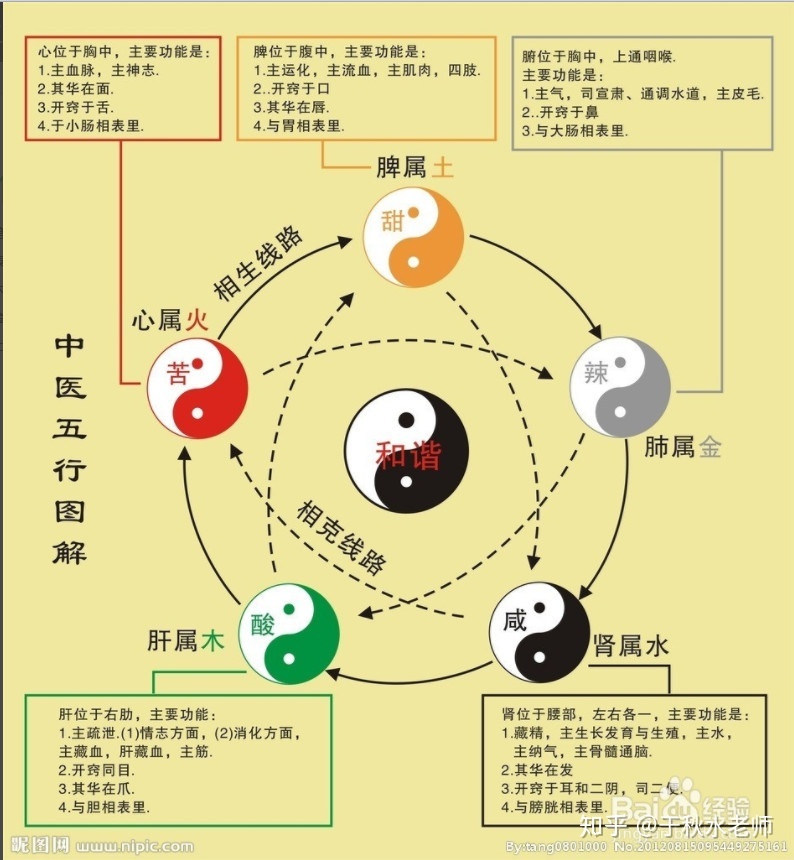 心位于胸中，主要功能是：
1.主血脉，主神志.
2.其华在面.
3.开窍于舌.
4.于小肠相表里.
脾位于腹中，主要功能是：
1.主运化，主流血，主肌肉，四肢.
2..开窍于口
3.其华在唇.
4.与胃相表里.
腑位于胸中，上通咽喉.
主要功能是：
1.主气，司宣肃、通调水道，主皮毛.
2..开窍于鼻
3.与大肠相表里.
脾属土
甜
相生线路
心属火
苦
辣
肺属金
中医五行图解
和谐
相克线路
肝属木
酸
咸
肾属水
肝位于右肋，主要功能：
1.主疏泄.(1)情志方面，(2)消化方面，
主藏血，肝藏血，主筋.
2.开窍同目.
3.其华在爪.
4.与胆相表里.
肾位于腰部，左右各一，主要功能是：
1.藏精，主生长发育与生殖，主水，
主纳气，主骨髓通脑.
2.其华在发
3.开窍于耳和二阴，司二便.
4.与膀胱相表里.
Baidu经验
知乎 @于秋水老师
昵图网 www.nipic.com
By:tang0801000 No.20120815095449275161